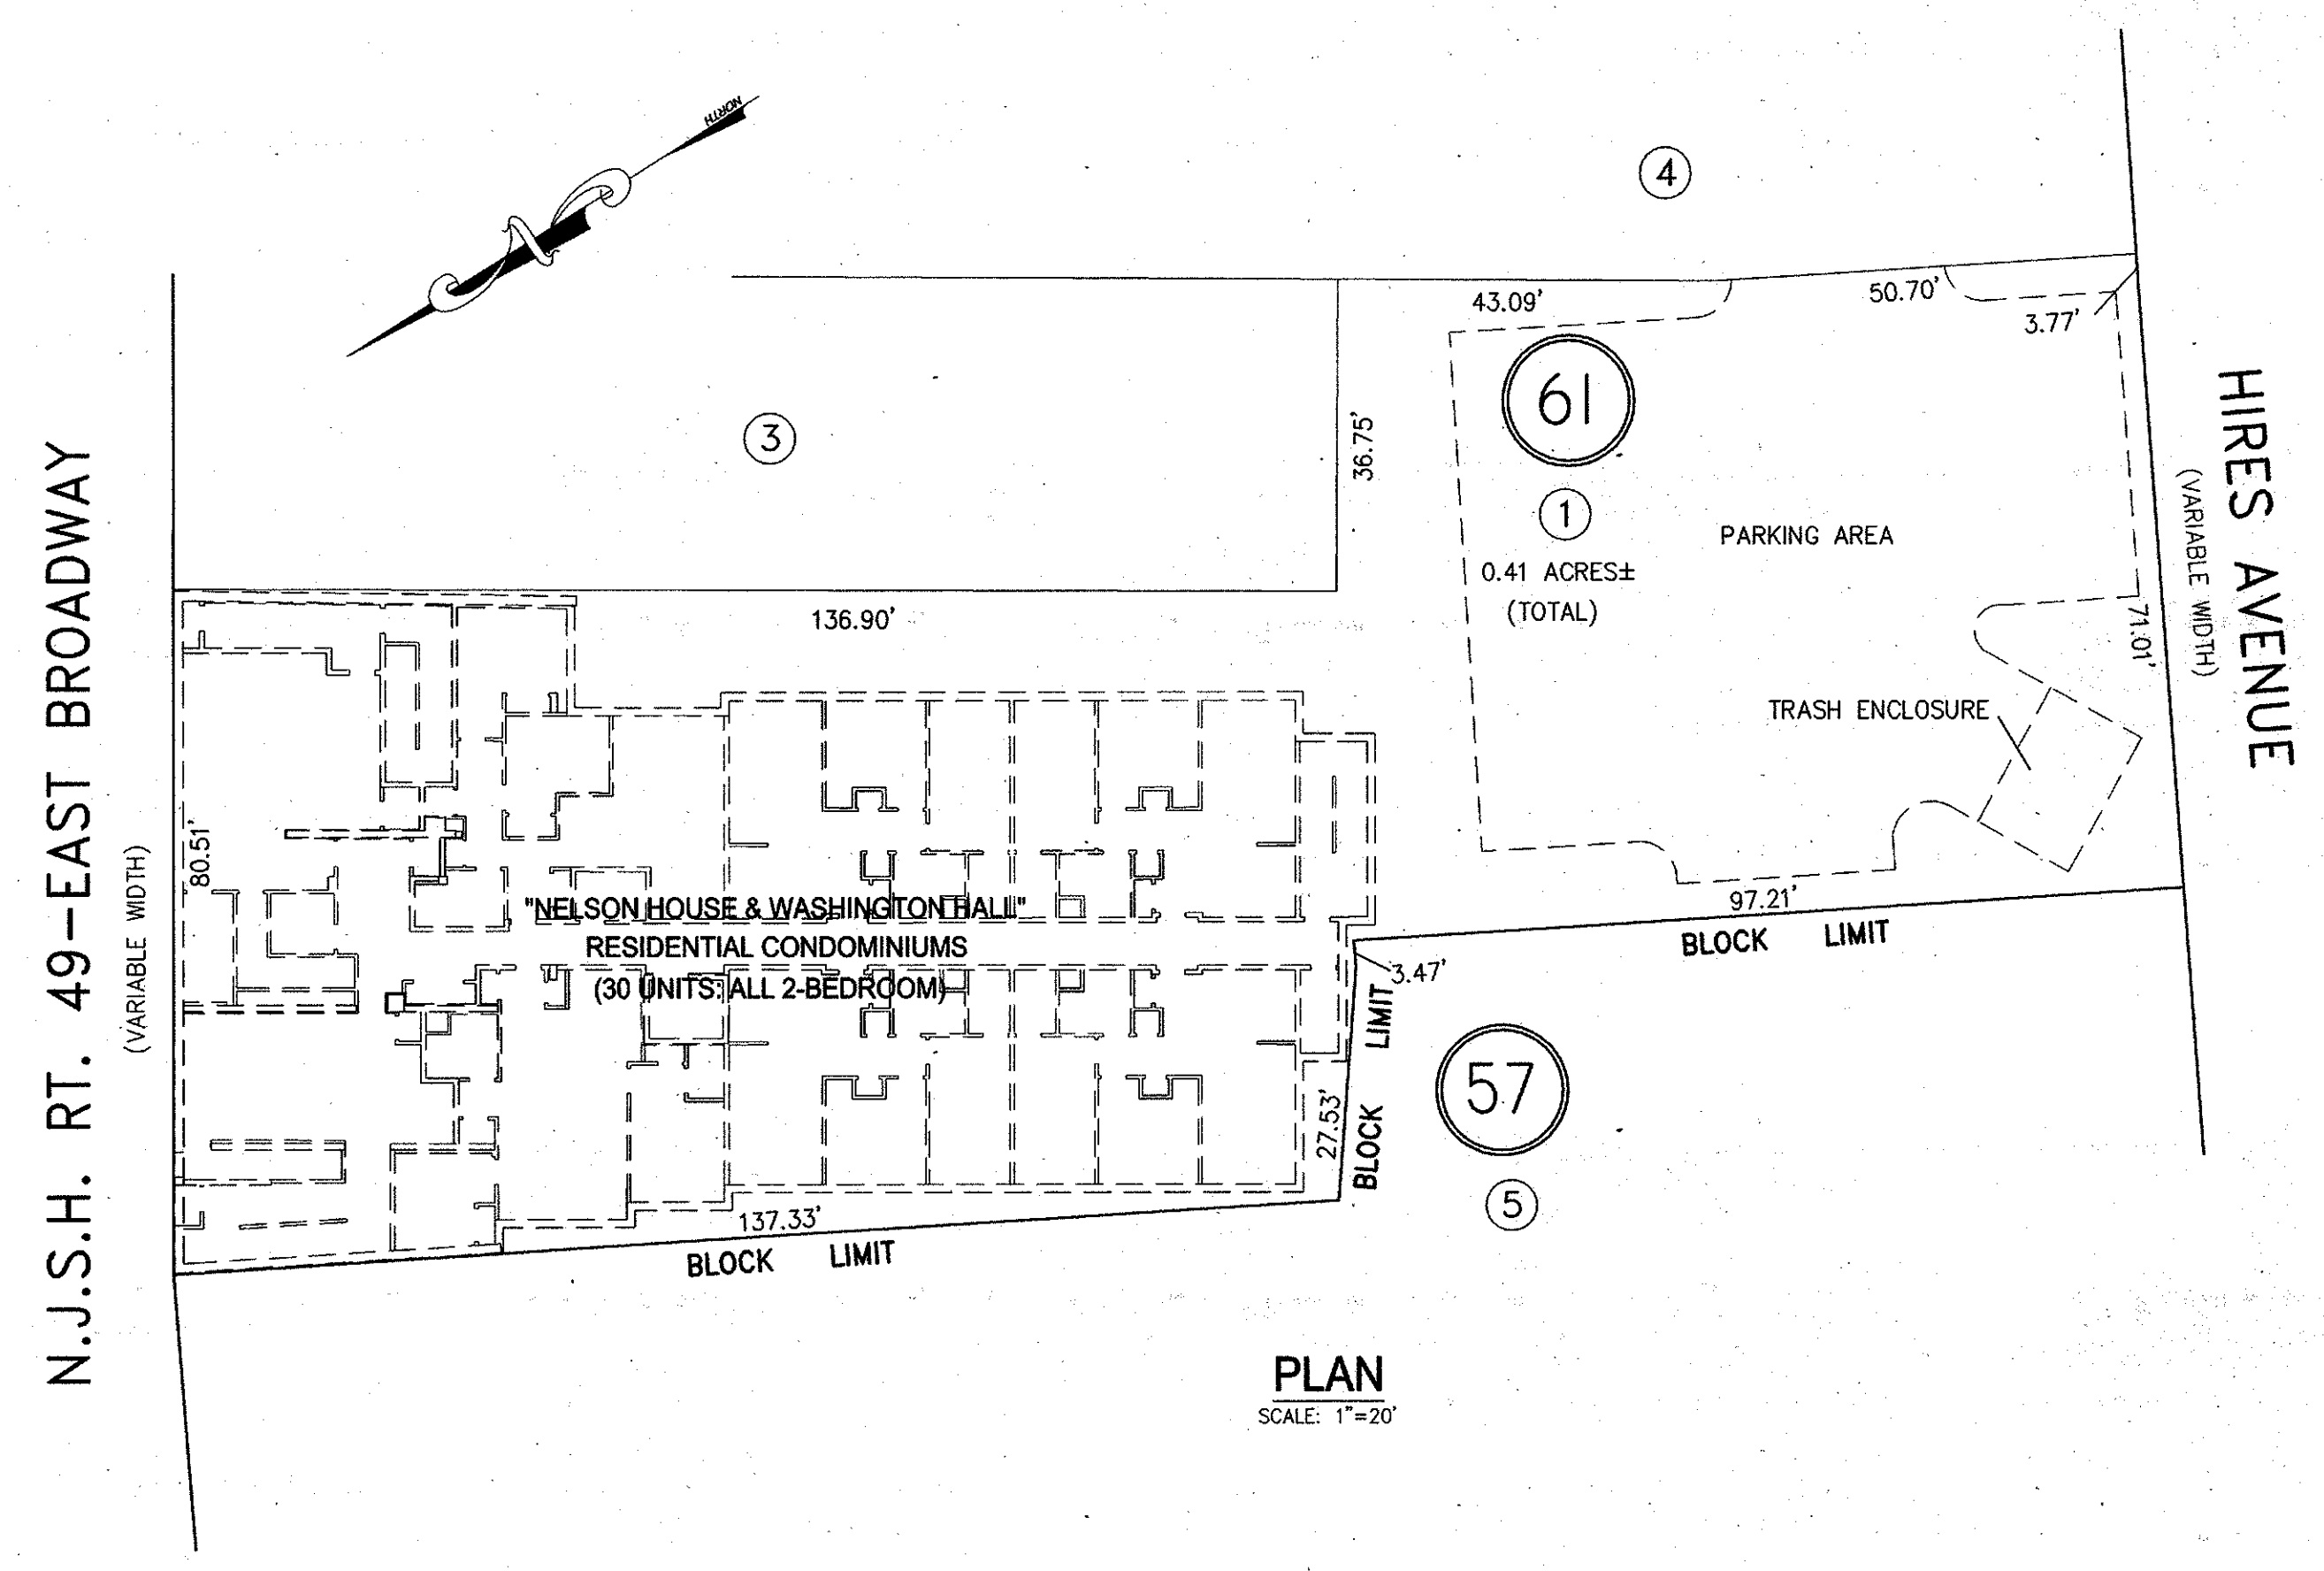 NORTH
4
43.09'
50.70'
3.77'
61
3
36.75'
1
PARKING AREA
0.41 ACRES±
(TOTAL)
136.90'
HIRES AVENUE
(VARIABLE WIDTH)
71.01'
TRASH ENCLOSURE
N.J.S.H. RT. 49-EAST BROADWAY
(VARIABLE WIDTH)
80.51'
"NELSON HOUSE & WASHINGTON HALL"
RESIDENTIAL CONDOMINIUMS
(30 UNITS: ALL 2-BEDROOM)
97.21'
BLOCK LIMIT
3.47'
BLOCK LIMIT
27.53'
57
5
137.33'
BLOCK LIMIT
PLAN
SCALE: 1"=20'